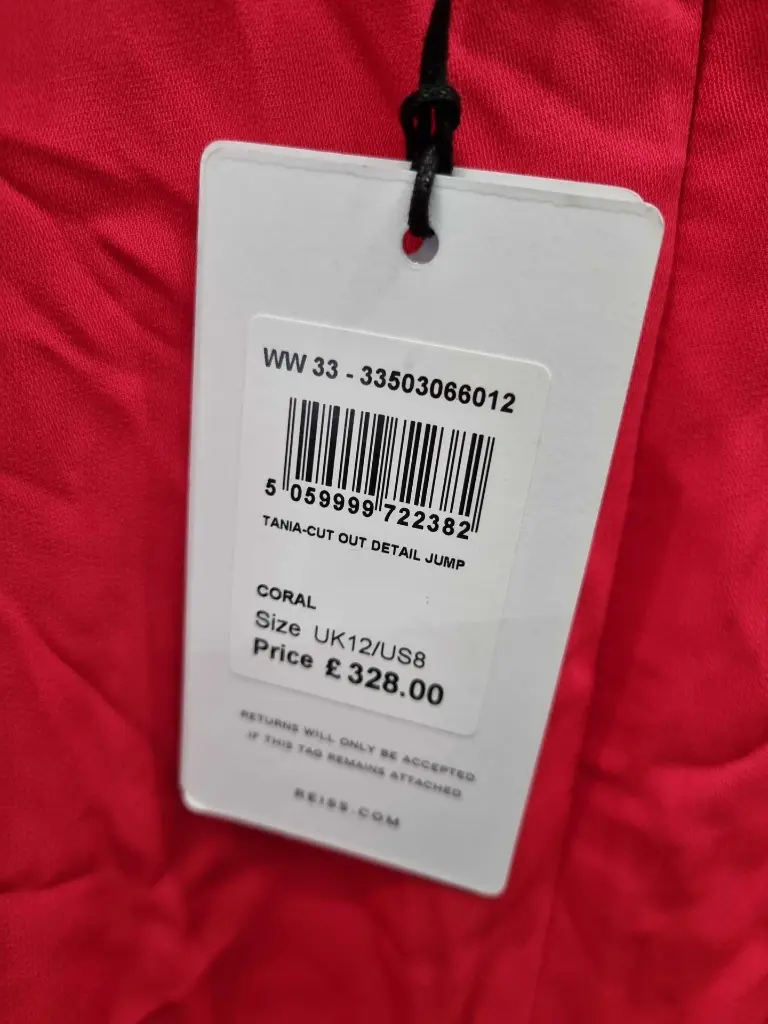 WW 33 - 33503066012
5 059999 722382
TANIA-CUT OUT DETAIL JUMP
CORAL
Size UK12/US8
Price £328.00
RETURNS WILL ONLY BE ACCEPTED
IF THIS TAG REMAINS ATTACHED
REISS.COM